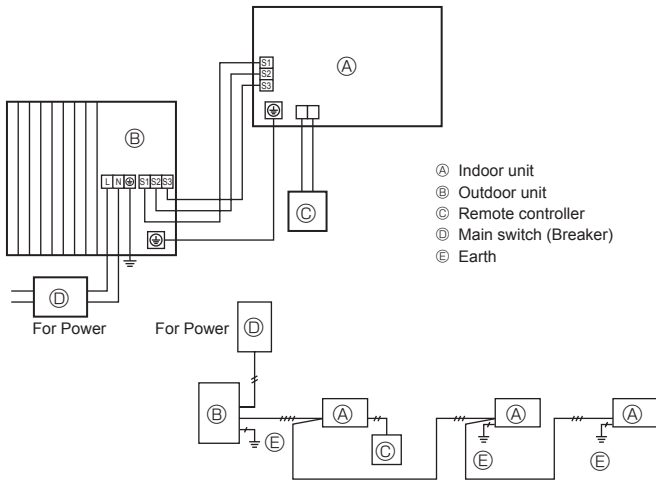 S1
S2
S3
Ⓐ
Ⓑ
L N S1 S2 S3
Ⓒ
Ⓐ Indoor unit
Ⓑ Outdoor unit
Ⓒ Remote controller
Ⓓ Main switch (Breaker)
Ⓔ Earth
Ⓓ
For Power
For Power Ⓓ
Ⓑ Ⓐ Ⓐ Ⓐ
Ⓔ Ⓒ Ⓔ Ⓔ